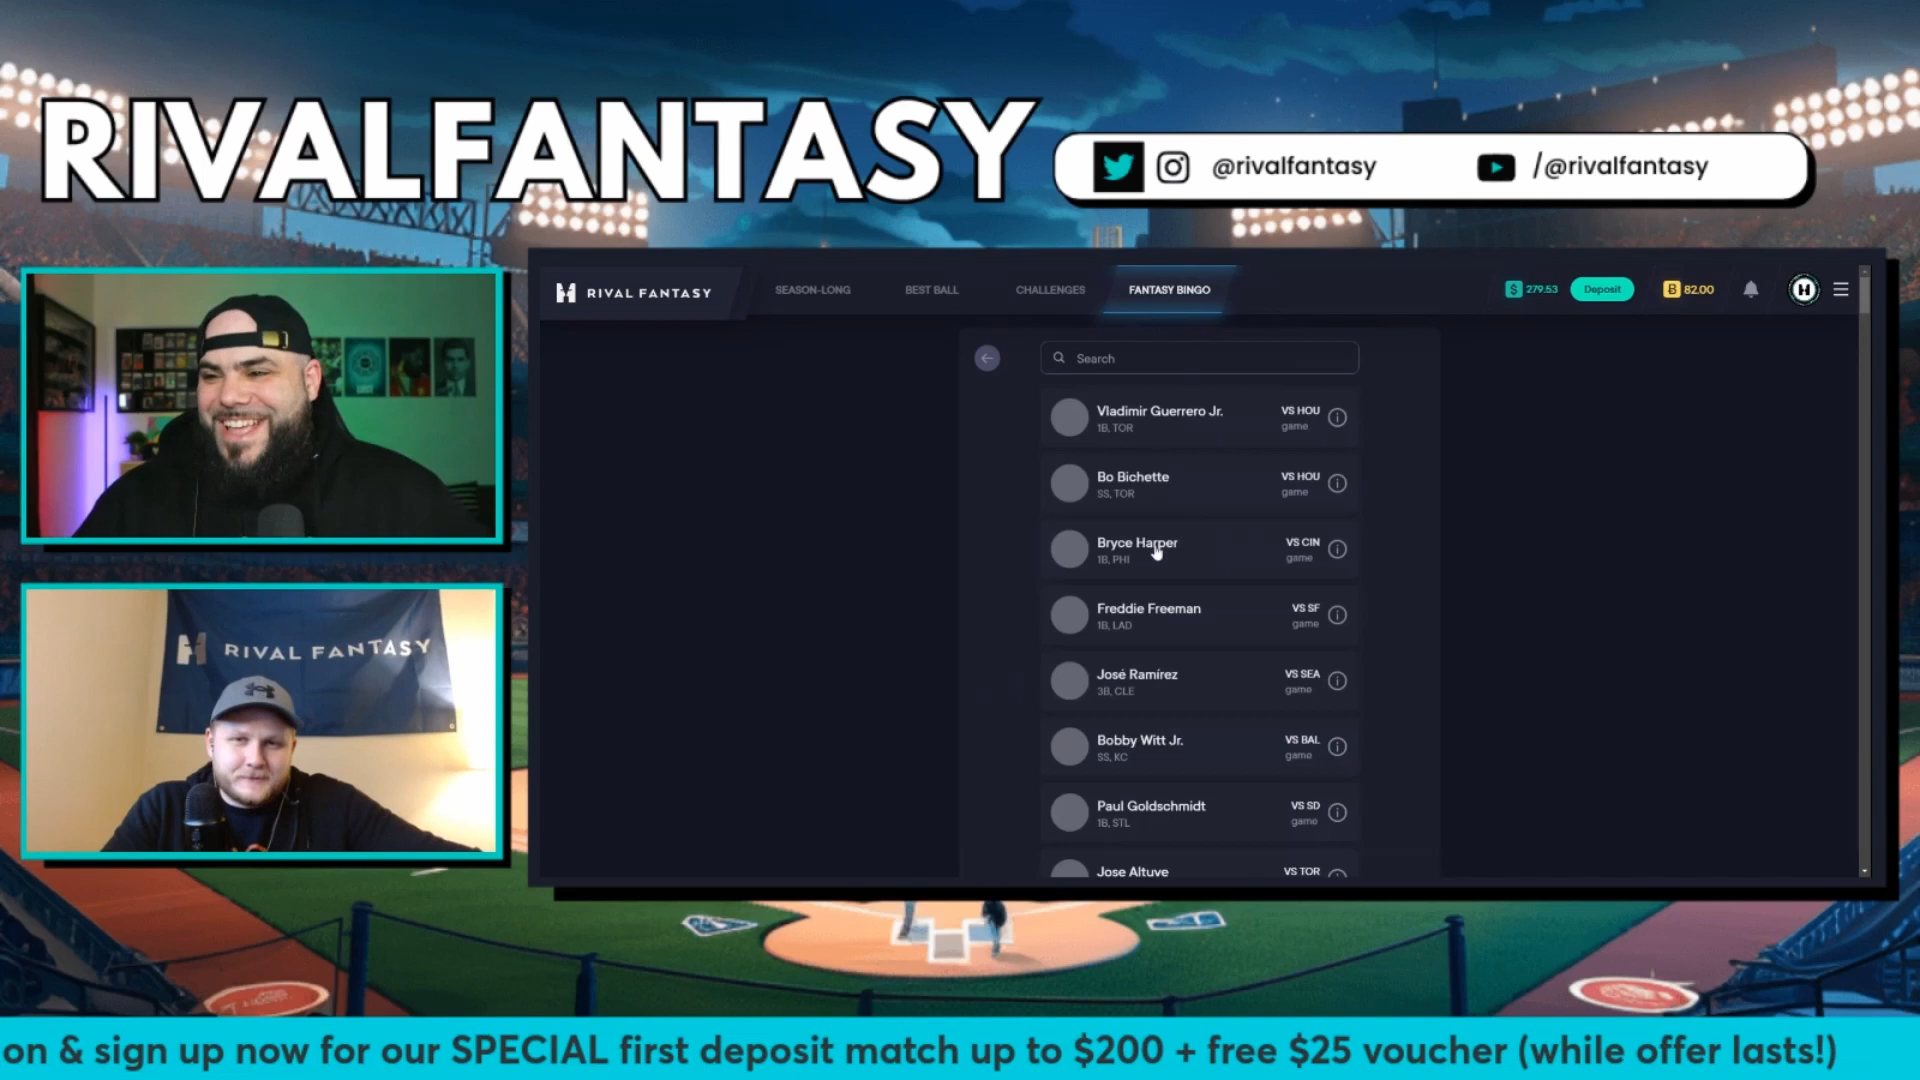 RIVALFANTASY
@rivalfantasy
/@rivalfantasy
RIVAL FANTASY
SEASON-LONG
BEST BALL
CHALLENGES
FANTASY BINGO
$ 279.53
Deposit
B 82.00
Search
Vladimir Guerrero Jr.
1B, TOR
VS HOU
game
Bo Bichette
SS, TOR
VS HOU
game
Bryce Harper
1B, PHI
VS CIN
game
Freddie Freeman
1B, LAD
VS SF
game
José Ramírez
3B, CLE
VS SEA
game
Bobby Witt Jr.
SS, KC
VS BAL
game
Paul Goldschmidt
1B, STL
VS SD
game
Jose Altuve
VS TOR
RIVAL FANTASY
on & sign up now for our SPECIAL first deposit match up to $200 + free $25 voucher (while offer lasts!)